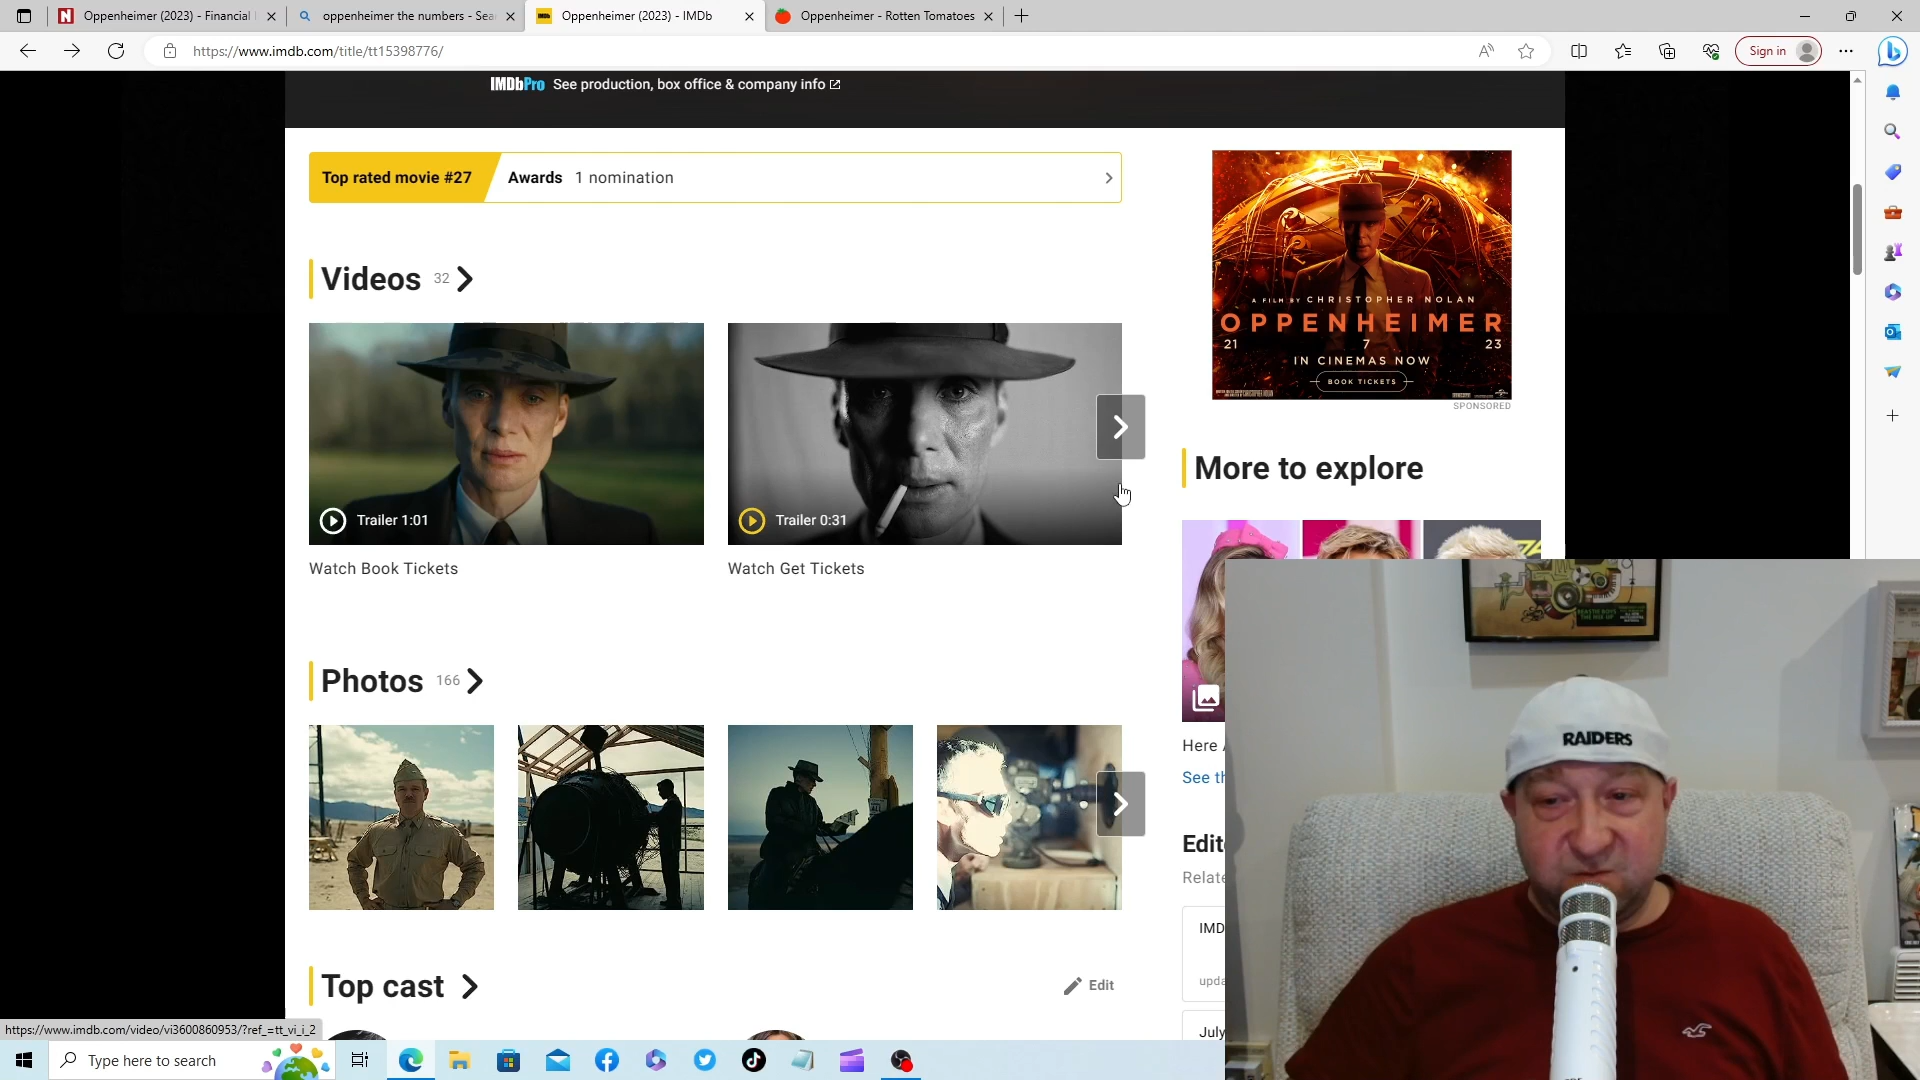 Oppenheimer (2023) - Financial
oppenheimer the numbers - Sea
Oppenheimer (2023) - IMDb
Oppenheimer - Rotten Tomatoes
https://www.imdb.com/title/tt15398776/
Sign in
IMDbPro See production, box office & company info
Top rated movie #27 Awards 1 nomination
Videos 32
Trailer 1:01
Trailer 0:31
Watch Book Tickets
Watch Get Tickets
A FILM BY CHRISTOPHER NOLAN
OPPENHEIMER
21 7 23
IN CINEMAS NOW
BOOK TICKETS
SPONSORED
More to explore
Here
See th
Photos 166
Edit
Relate
IMD
upda
July
Top cast
Edit
RAIDERS
https://www.imdb.com/video/vi3600860953/?ref_=tt_vi_i_2
Type here to search